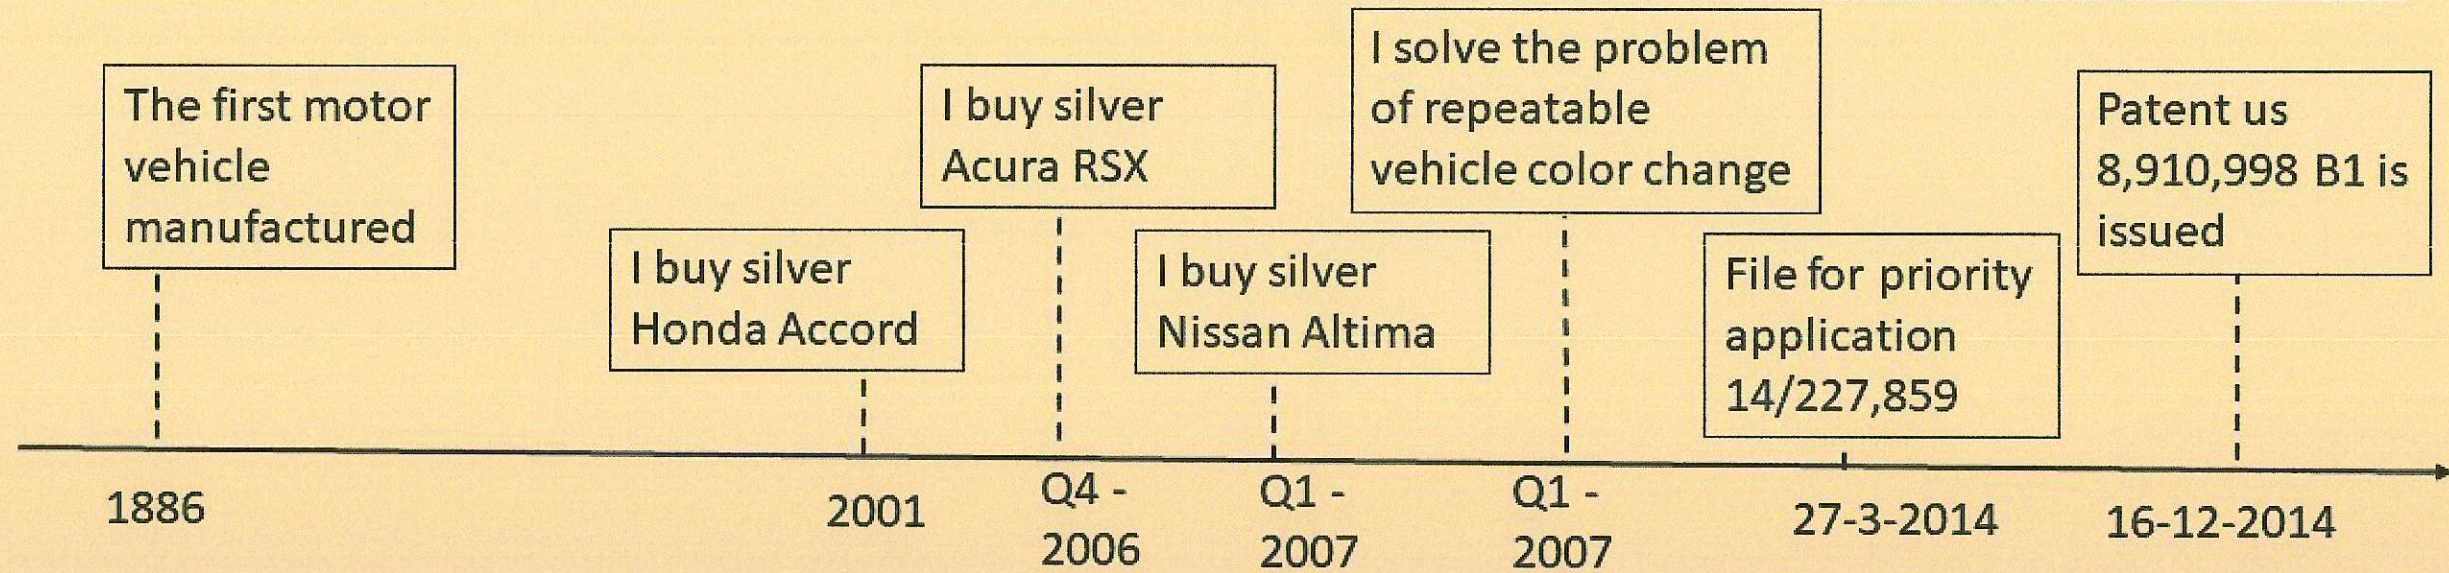 The first motor
vehicle
manufactured
I buy silver
Honda Accord
I buy silver
Acura RSX
I buy silver
Nissan Altima
I solve the problem
of repeatable
vehicle color change
File for priority
application
14/227,859
Patent us
8,910,998 B1 is
issued
1886
2001
Q4 -
2006
Q1 -
2007
Q1 -
2007
27-3-2014
16-12-2014